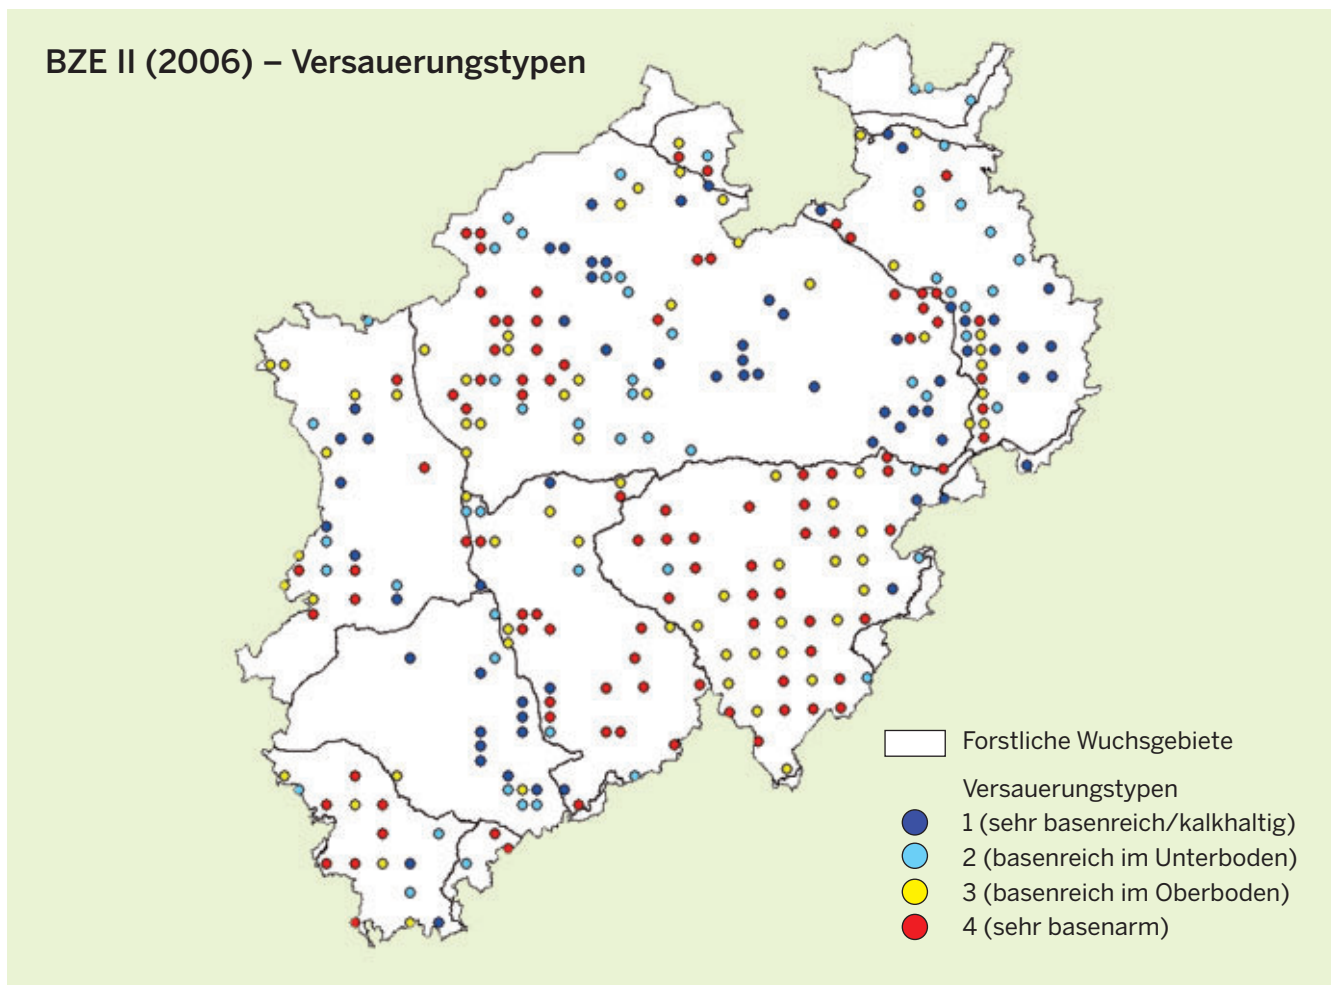 BZE II (2006) – Versauerungstypen
Forstliche Wuchsgebiete
Versauerungstypen
1 (sehr basenreich/kalkhaltig)
2 (basenreich im Unterboden)
3 (basenreich im Oberboden)
4 (sehr basenarm)